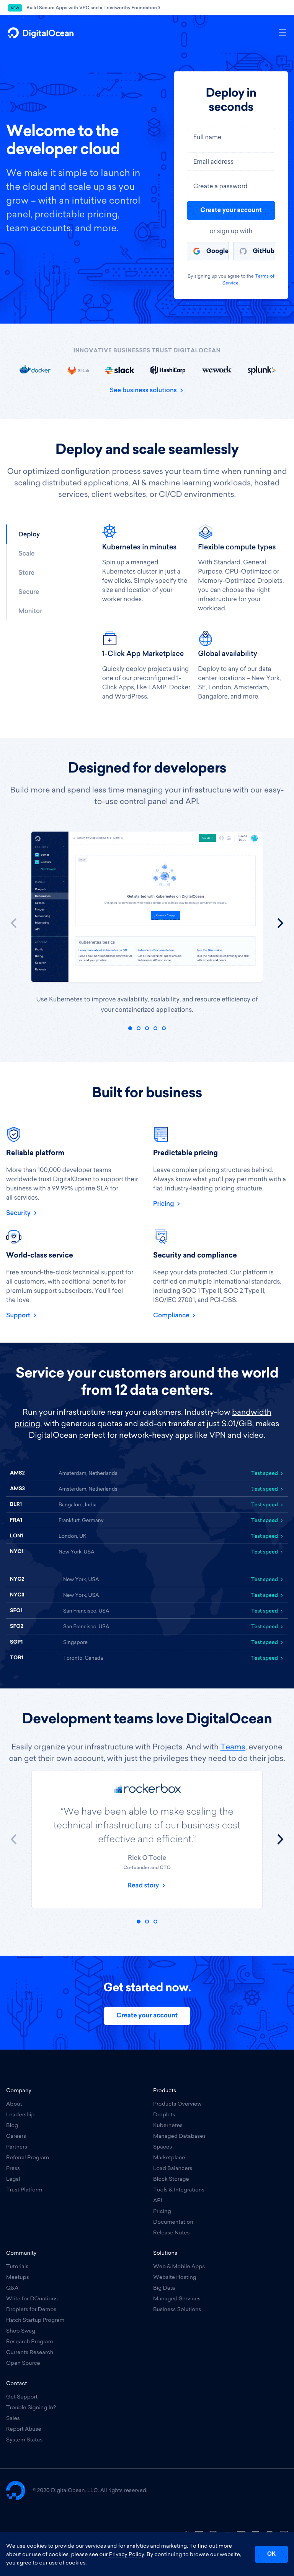 NEW Build Secure Apps with VPC and a Trustworthy Foundation
DigitalOcean
Welcome to the
developer cloud
We make it simple to launch in
the cloud and scale up as you
grow – with an intuitive control
panel, predictable pricing,
team accounts, and more.
Deploy in
seconds
Full name
Email address
Create a password
Create your account
or sign up with
Google
GitHub
By signing up you agree to the Terms of
Service.
INNOVATIVE BUSINESSES TRUST DIGITALOCEAN
docker
GitLab
slack
HashiCorp
wework
splunk>
See business solutions
Deploy and scale seamlessly
Our optimized configuration process saves your team time when running and
scaling distributed applications, AI & machine learning workloads, hosted
services, client websites, or CI/CD environments.
Deploy
Scale
Store
Secure
Monitor
Kubernetes in minutes
Spin up a managed
Kubernetes cluster in just a
few clicks. Simply specify the
size and location of your
worker nodes.
Flexible compute types
With Standard, General
Purpose, CPU-Optimized or
Memory-Optimized Droplets,
you can choose the right
infrastructure for your
workload.
1-Click App Marketplace
Quickly deploy projects using
one of our preconfigured 1-
Click Apps, like LAMP, Docker,
and WordPress.
Global availability
Deploy to any of our data
center locations – New York,
SF, London, Amsterdam,
Bangalore, and more.
Designed for developers
Build more and spend less time managing your infrastructure with our easy-
to-use control panel and API.
Get started with Kubernetes on DigitalOcean
Kubernetes basics
Use Kubernetes to improve availability, scalability, and resource efficiency of
your containerized applications.
Built for business
Reliable platform
More than 100,000 developer teams
worldwide trust DigitalOcean to support their
business with a 99.99% uptime SLA for
all services.
Security
Predictable pricing
Leave complex pricing structures behind.
Always know what you'll pay per month with a
flat, industry-leading pricing structure.
Pricing
World-class service
Free around-the-clock technical support for
all customers, with additional benefits for
premium support subscribers. You'll feel
the love.
Support
Security and compliance
Keep your data protected. Our platform is
certified on multiple international standards,
including SOC 1 Type II, SOC 2 Type II,
ISO/IEC 27001, and PCI-DSS.
Compliance
Service your customers around the world
from 12 data centers.
Run your infrastructure near your customers. Industry-low bandwidth
pricing, with generous quotas and add-on transfer at just $.01/GiB, makes
DigitalOcean perfect for network-heavy apps like VPN and video.
AMS2 Amsterdam, Netherlands Test speed
AMS3 Amsterdam, Netherlands Test speed
BLR1 Bangalore, India Test speed
FRA1 Frankfurt, Germany Test speed
LON1 London, UK Test speed
NYC1 New York, USA Test speed
NYC2 New York, USA Test speed
NYC3 New York, USA Test speed
SFO1 San Francisco, USA Test speed
SFO2 San Francisco, USA Test speed
SGP1 Singapore Test speed
TOR1 Toronto, Canada Test speed
Development teams love DigitalOcean
Easily organize your infrastructure with Projects. And with Teams, everyone
can get their own account, with just the privileges they need to do their jobs.
rockerbox
“We have been able to make scaling the
technical infrastructure of our business cost
effective and efficient.”
Rick O'Toole
Co-Founder and CTO
Read story
Get started now.
Create your account
Company
About
Leadership
Blog
Careers
Partners
Referral Program
Press
Legal
Trust Platform
Products
Products Overview
Droplets
Kubernetes
Managed Databases
Spaces
Marketplace
Load Balancers
Block Storage
Tools & Integrations
API
Pricing
Documentation
Release Notes
Community
Tutorials
Meetups
Q&A
Write for DOnations
Droplets for Demos
Hatch Startup Program
Shop Swag
Research Program
Currents Research
Open Source
Solutions
Web & Mobile Apps
Website Hosting
Big Data
Managed Services
Business Solutions
Contact
Get Support
Trouble Signing In?
Sales
Report Abuse
System Status
© 2020 DigitalOcean, LLC. All rights reserved.
We use cookies to provide our services and for analytics and marketing. To find out more
about our use of cookies, please see our Privacy Policy. By continuing to browse our website,
you agree to our use of cookies.
OK